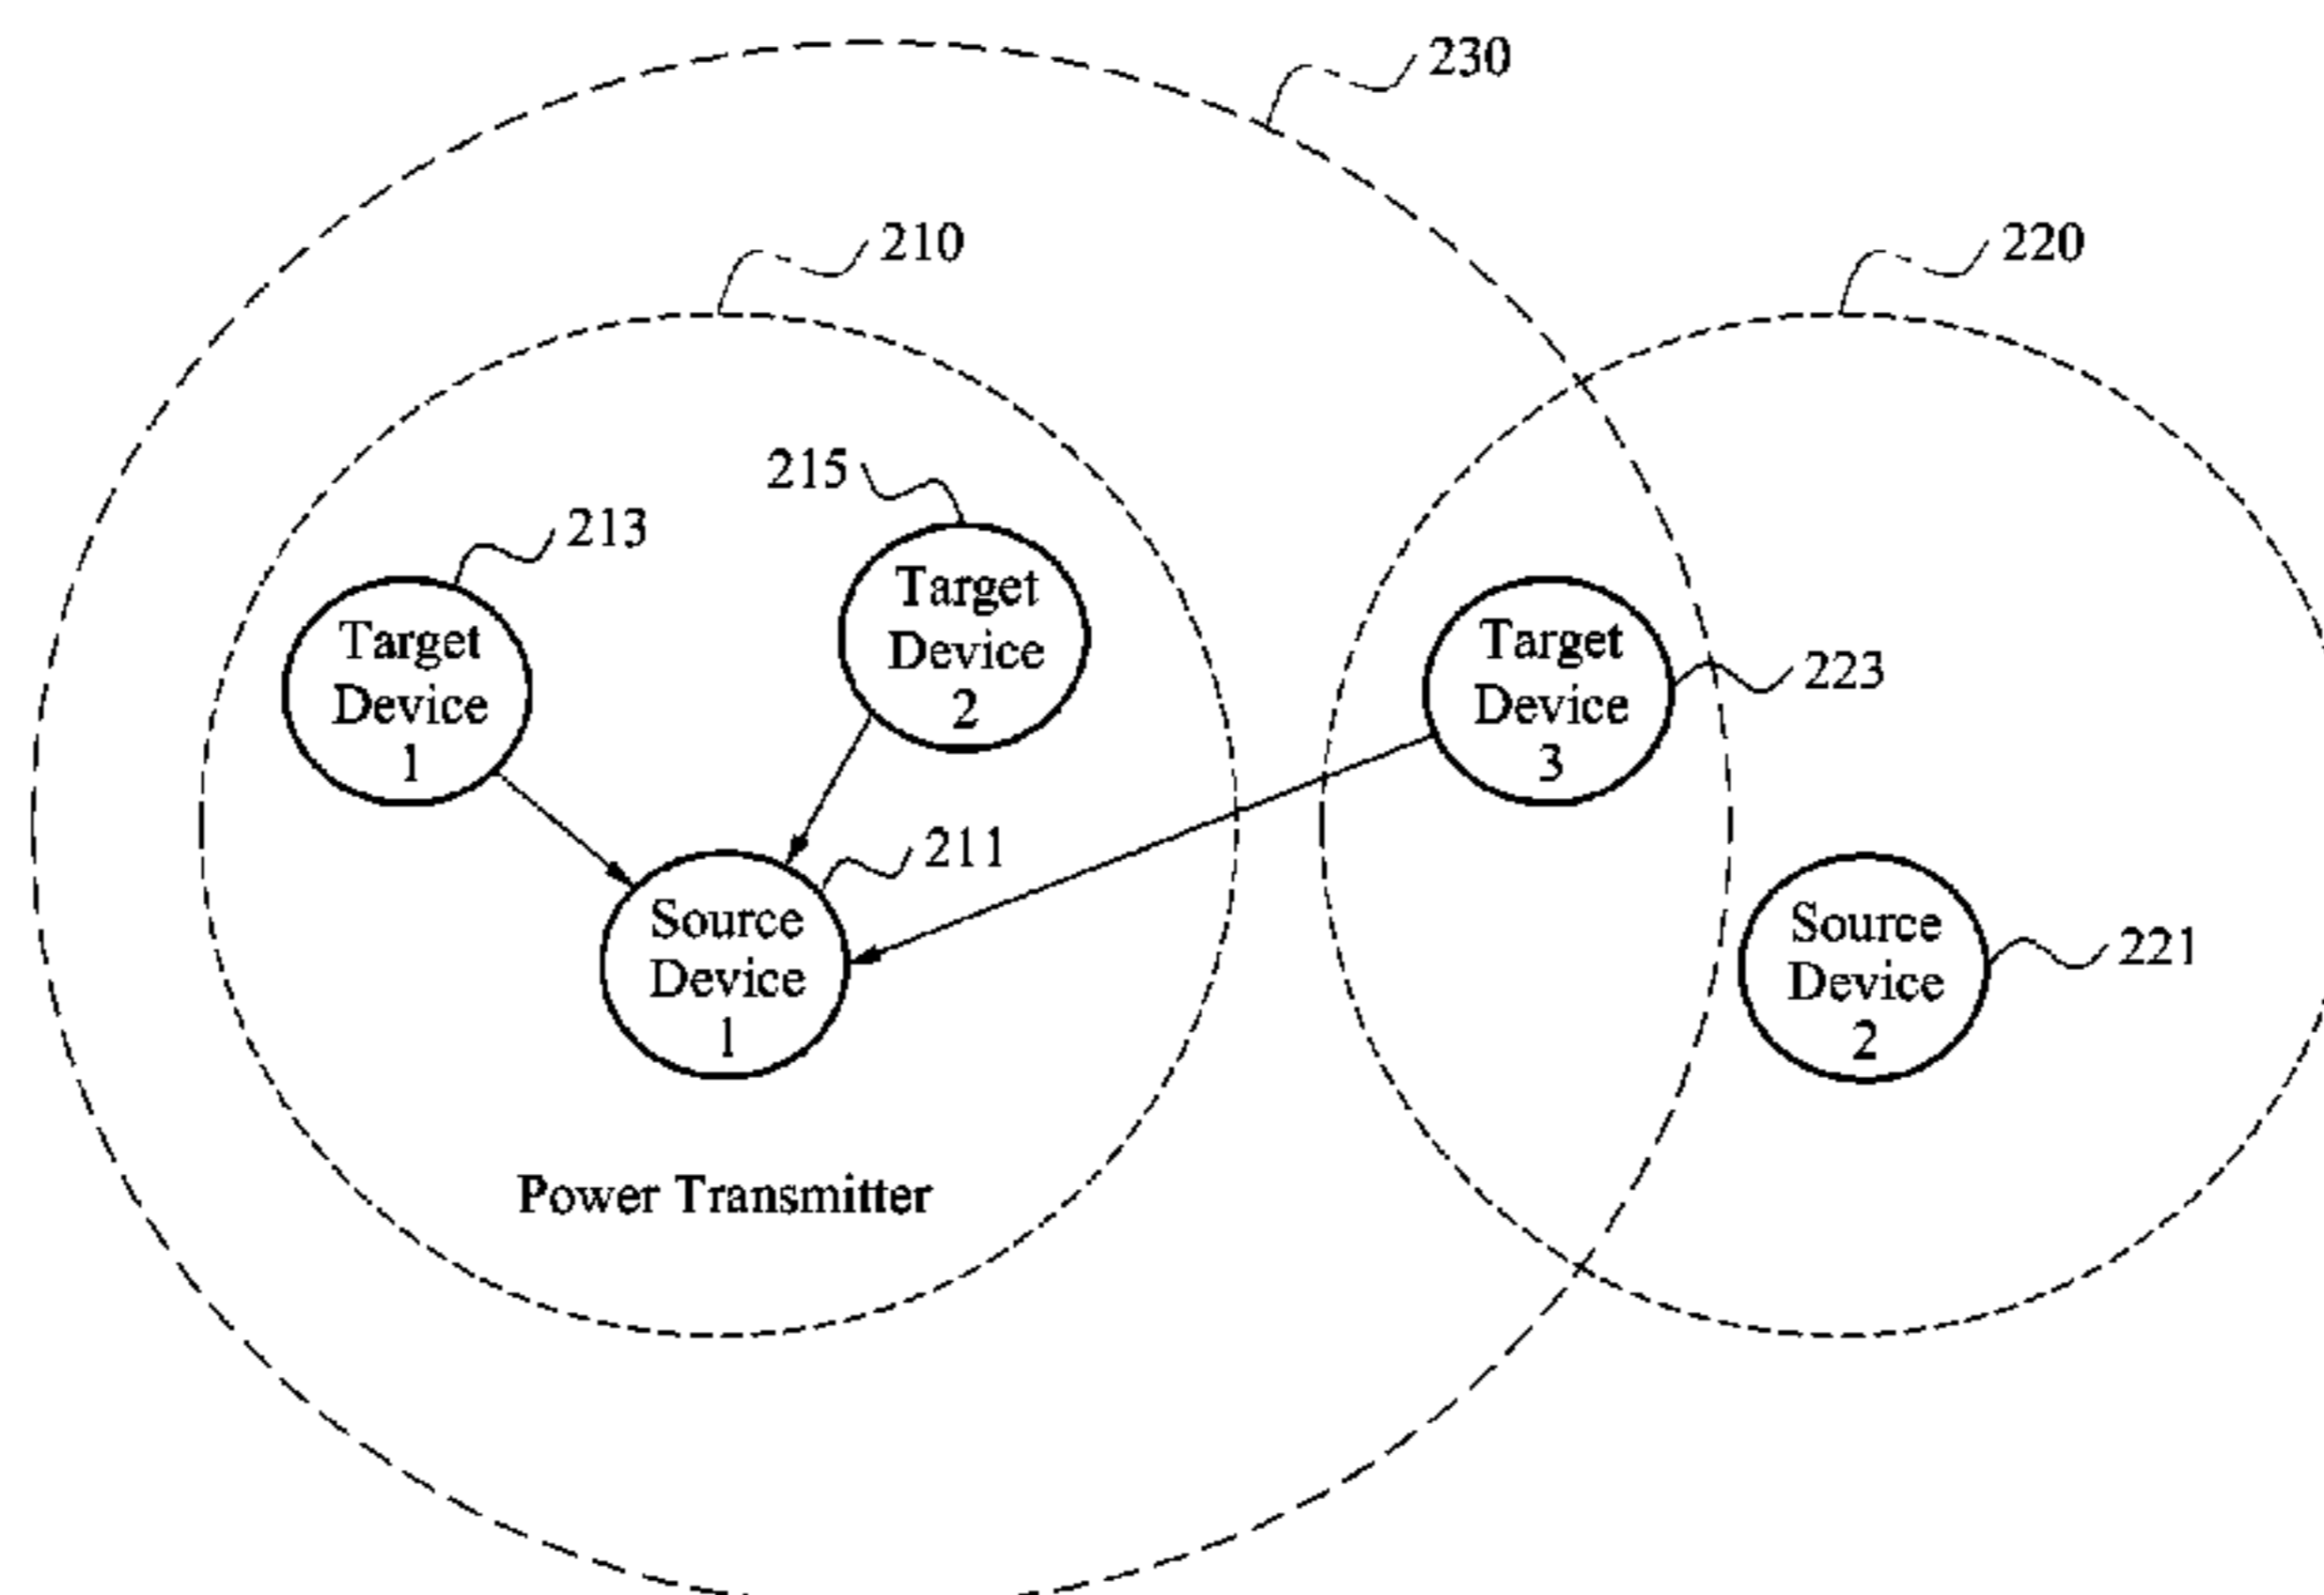 230
210
220
215
213
Target
Device
2
Target
Device
1
Target
Device
3
223
211
Source
Device
1
Source
Device
2
221
Power Transmitter